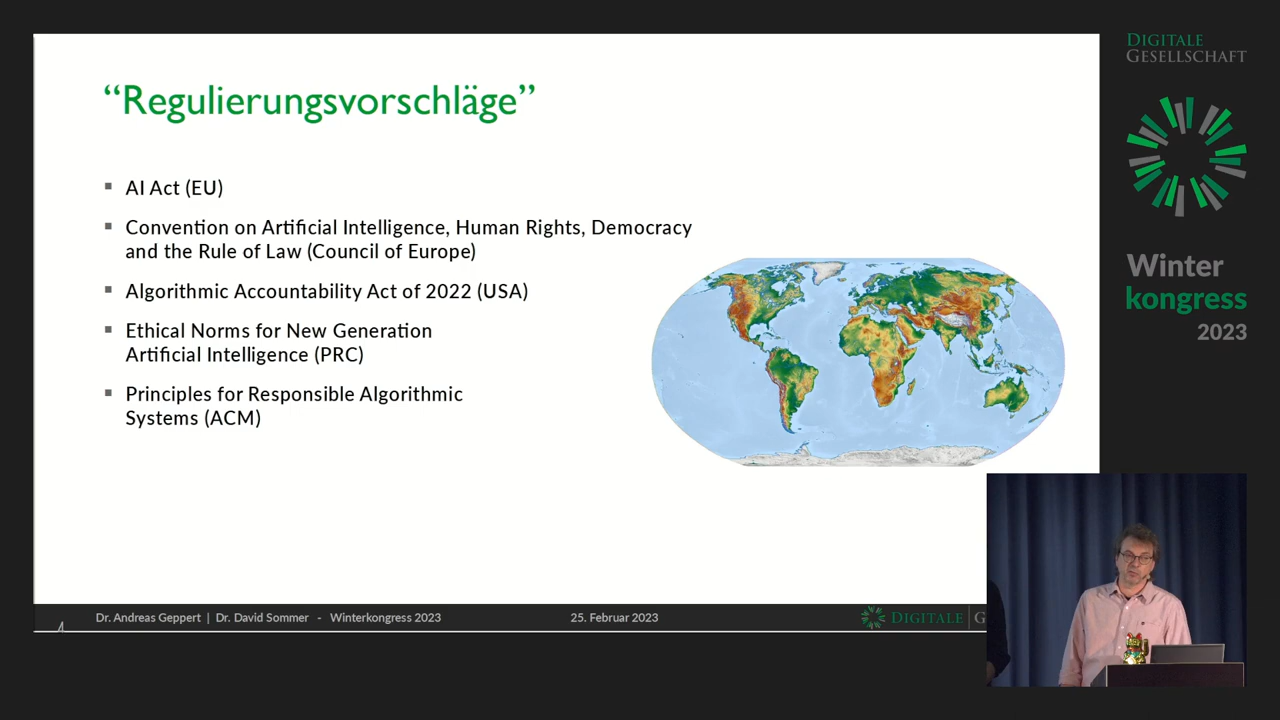 “Regulierungsvorschläge”
AI Act (EU)
Convention on Artificial Intelligence, Human Rights, Democracy
and the Rule of Law (Council of Europe)
Algorithmic Accountability Act of 2022 (USA)
Ethical Norms for New Generation
Artificial Intelligence (PRC)
Principles for Responsible Algorithmic
Systems (ACM)
4
Dr. Andreas Geppert | Dr. David Sommer - Winterkongress 2023
25. Februar 2023
DIGITALE G
DIGITALE
GESELLSCHAFT
Winter
kongress
2023